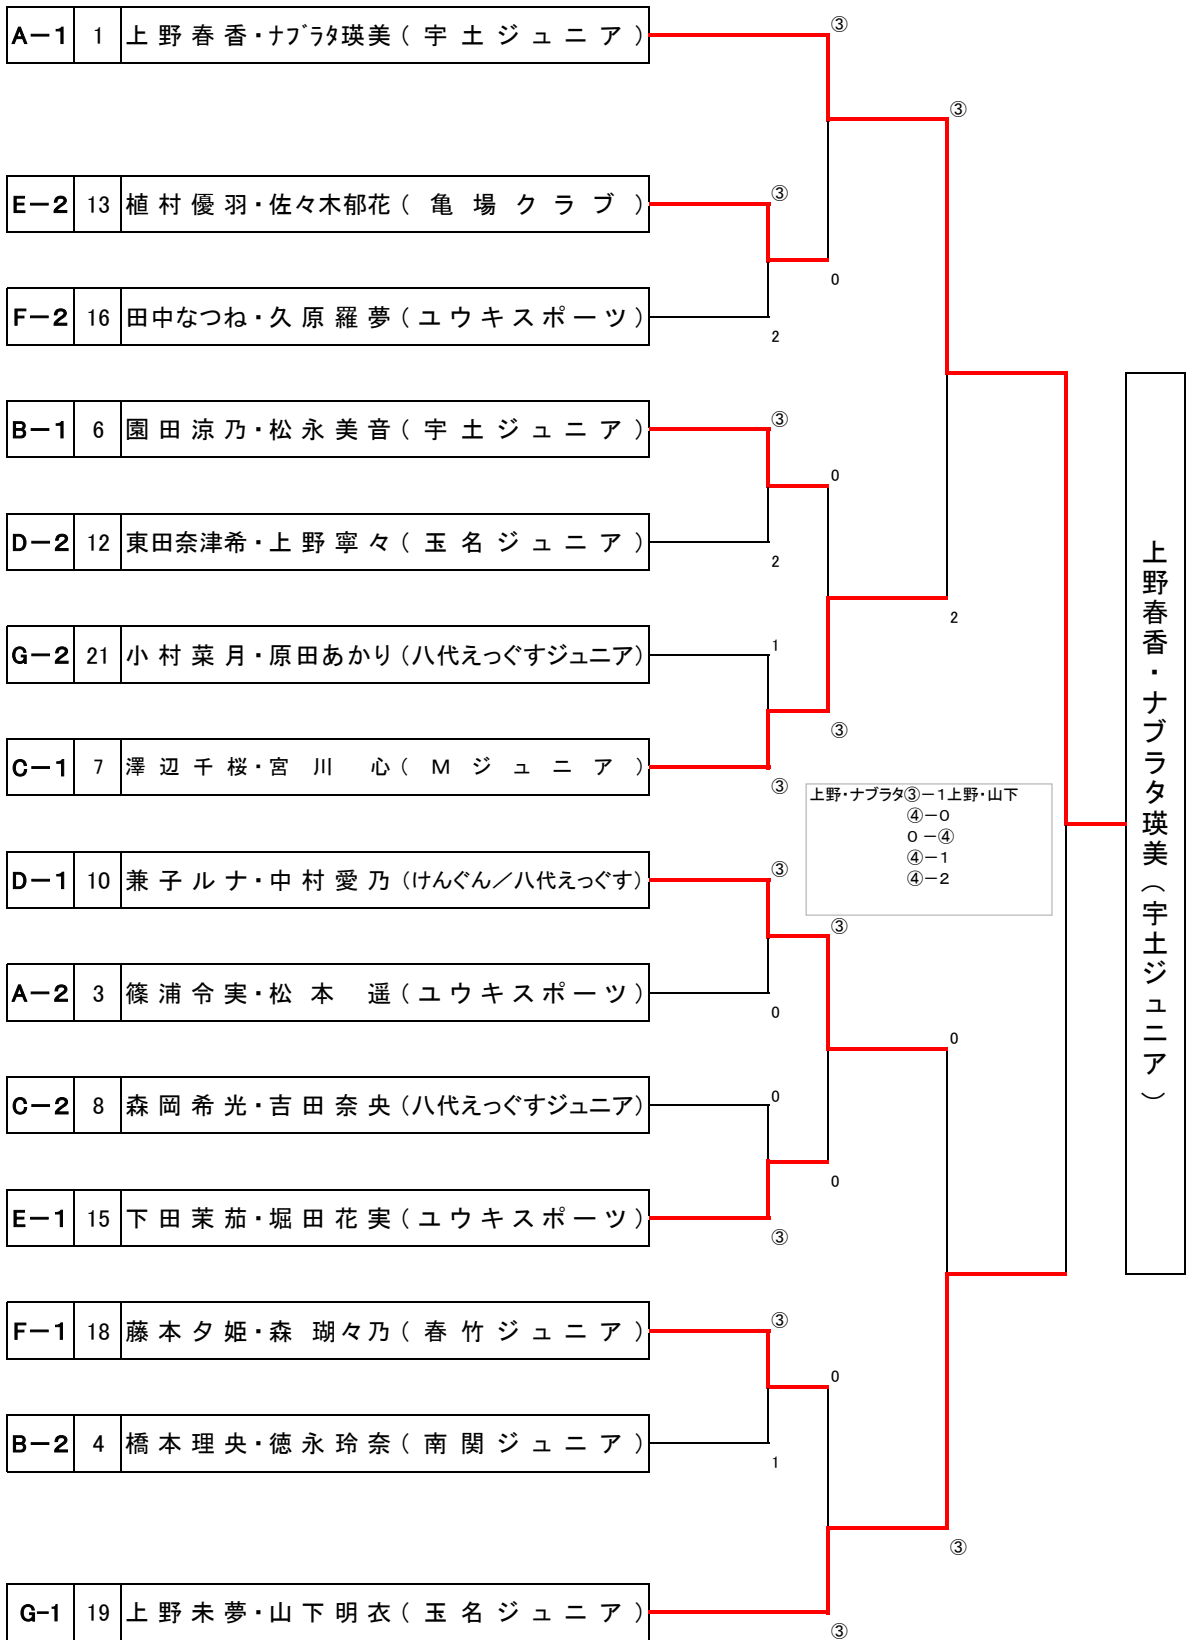 A－1 1 上野春香・ナブラタ瑛美（宇土ジュニア）
③
③
E－2 13 植村優羽・佐々木郁花（亀場クラブ）
③
0
F－2 16 田中なつね・久原羅夢（ユウキスポーツ）
2
B－1 6 園田涼乃・松永美音（宇土ジュニア）
③
0
D－2 12 東田奈津希・上野寧々（玉名ジュニア）
2
2
G－2 21 小村菜月・原田あかり（八代えっぐすジュニア）
1
③
C－1 7 澤辺千桜・宮川　心（Mジュニア）
③
上野・ナブラタ③－1上野・山下
④－0
0－④
④－1
④－2
D－1 10 兼子ルナ・中村愛乃（けんぐん／八代えっぐす）
③
③
A－2 3 篠浦令実・松本　遥（ユウキスポーツ）
0
0
C－2 8 森岡希光・吉田奈央（八代えっぐすジュニア）
0
0
E－1 15 下田茉茄・堀田花実（ユウキスポーツ）
③
F－1 18 藤本夕姫・森　瑚々乃（春竹ジュニア）
③
0
B－2 4 橋本理央・徳永玲奈（南関ジュニア）
1
③
G-1 19 上野未夢・山下明衣（玉名ジュニア）
③
上野春香・ナブラタ瑛美（宇土ジュニア）